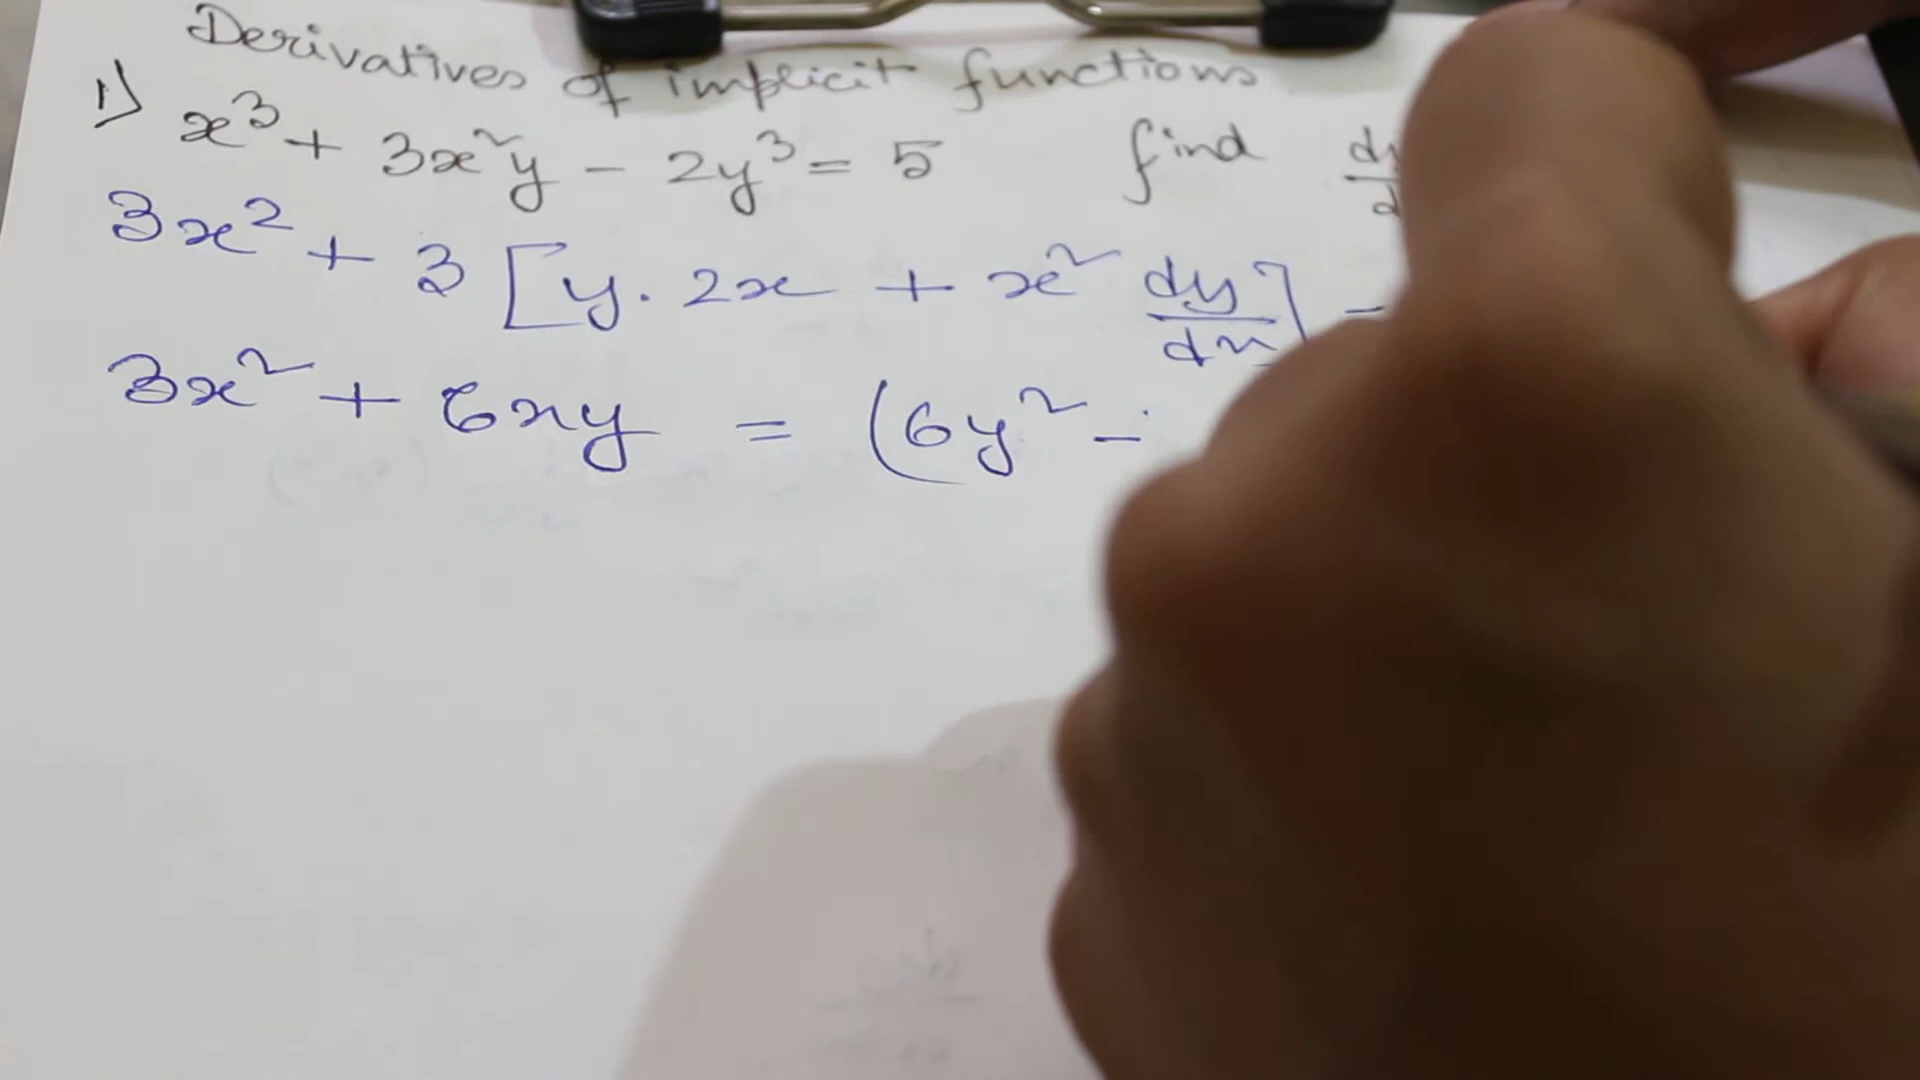 Derivatives of implicit functions
1) x³ + 3x²y - 2y³ = 5 find
3x² + 3 [y. 2x + x² dy/dx] -
3x² + 6xy = (6y² -